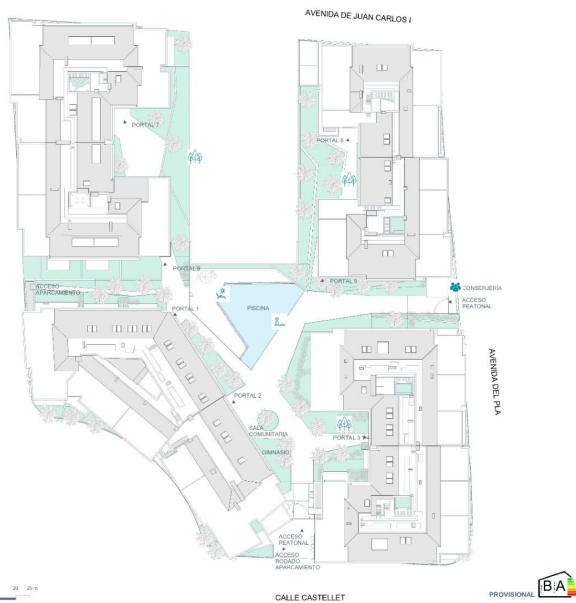 AVENIDA DE JUAN CARLOS I
PORTAL 7
PORTAL 6
PORTAL 8
PORTAL 5
CONSERJERÍA
ACCESO
APARCAMIENTO
ACCESO
PEATONAL
PORTAL 1
PISCINA
AVENIDA DEL PLA
PORTAL 2
SALA
COMUNITARIA
PORTAL 3
GIMNASIO
ACCESO
PEATONAL
ACCESO
RODADO
APARCAMIENTO
CALLE CASTELLET
PROVISIONAL
B A
25 m